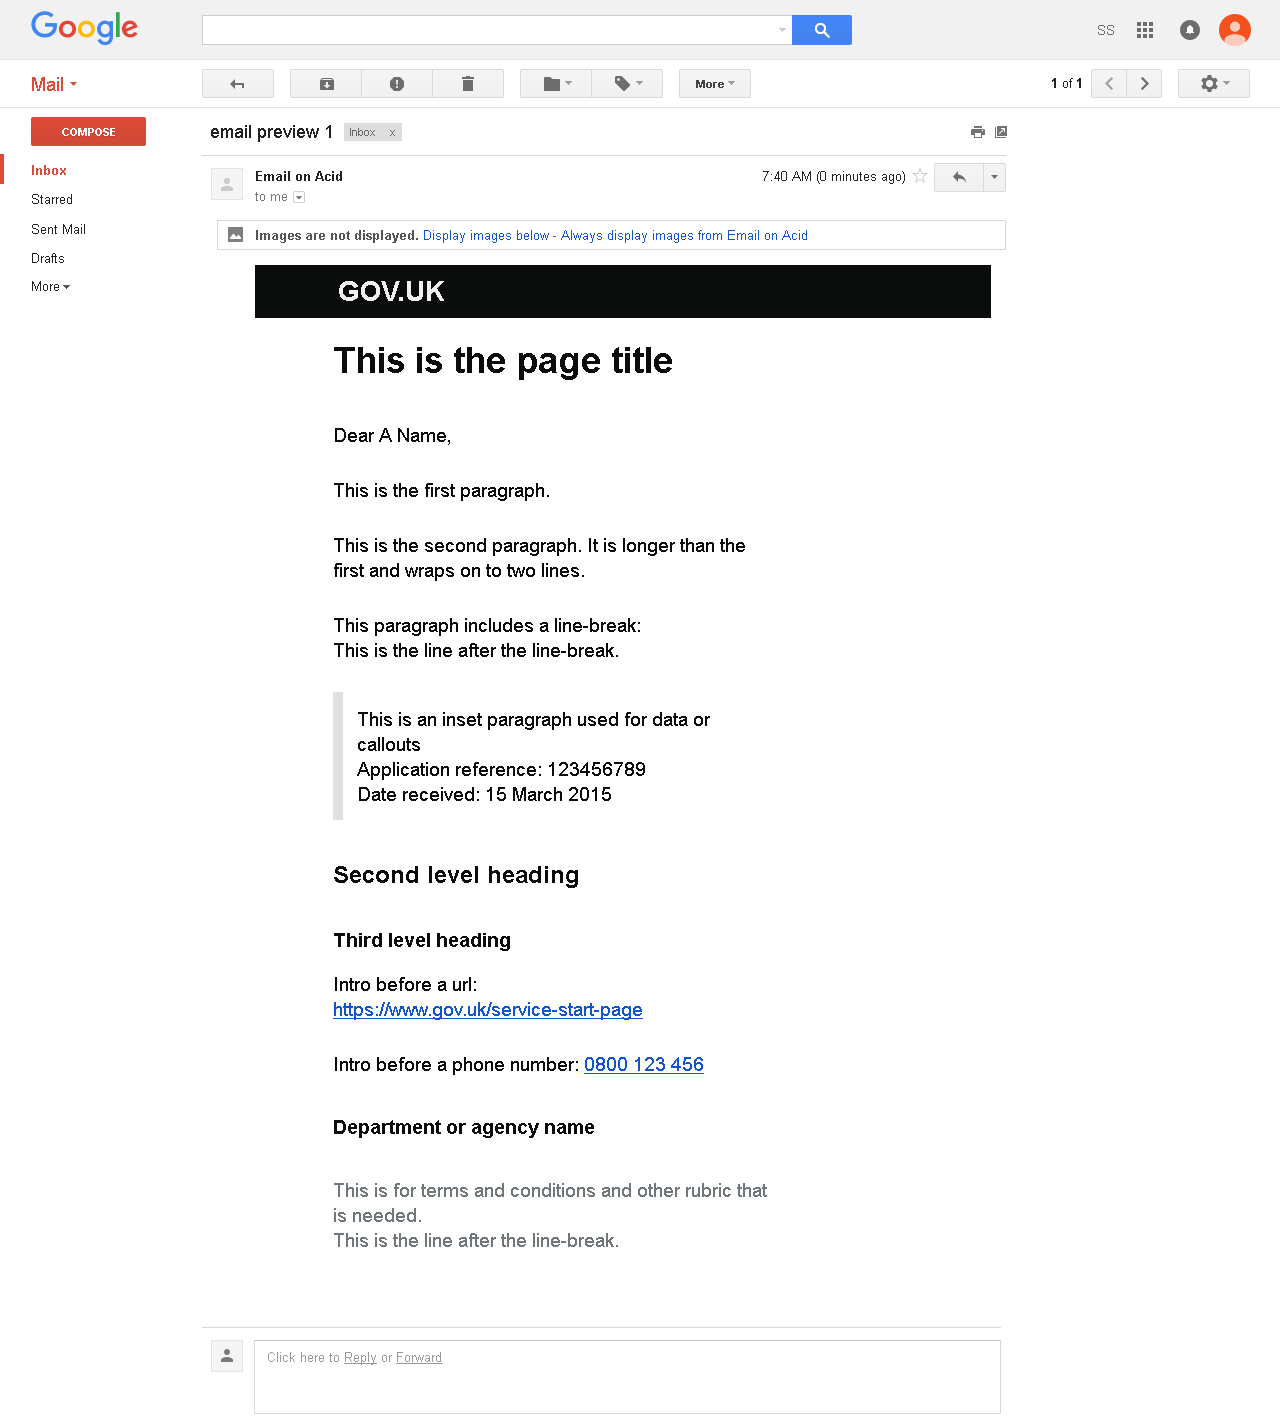 Google
SS
Mail
More
1 of 1
COMPOSE
email preview 1
Inbox x
Inbox
Starred
Sent Mail
Drafts
More
Email on Acid
7:40 AM (0 minutes ago)
to me
Images are not displayed. Display images below - Always display images from Email on Acid
GOV.UK
This is the page title
Dear A Name,
This is the first paragraph.
This is the second paragraph. It is longer than the
first and wraps on to two lines.
This paragraph includes a line-break:
This is the line after the line-break.
This is an inset paragraph used for data or
callouts
Application reference: 123456789
Date received: 15 March 2015
Second level heading
Third level heading
Intro before a url:
https://www.gov.uk/service-start-page
Intro before a phone number: 0800 123 456
Department or agency name
This is for terms and conditions and other rubric that
is needed.
This is the line after the line-break.
Click here to Reply or Forward